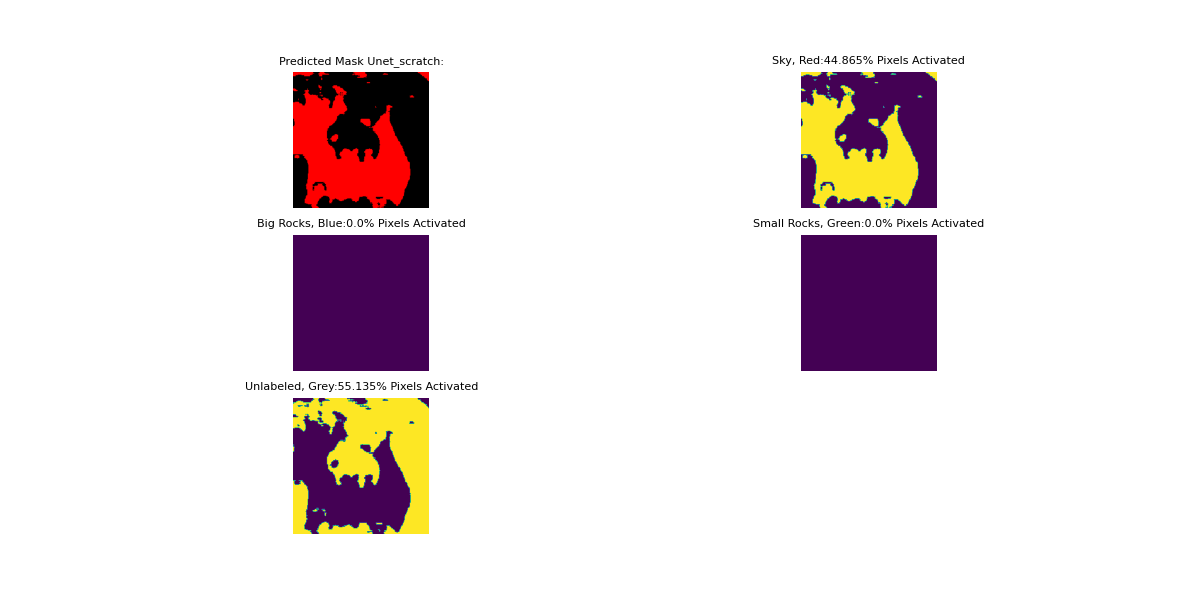 Predicted Mask Unet_scratch:
Sky, Red:44.865% Pixels Activated
Big Rocks, Blue:0.0% Pixels Activated
Small Rocks, Green:0.0% Pixels Activated
Unlabeled, Grey:55.135% Pixels Activated